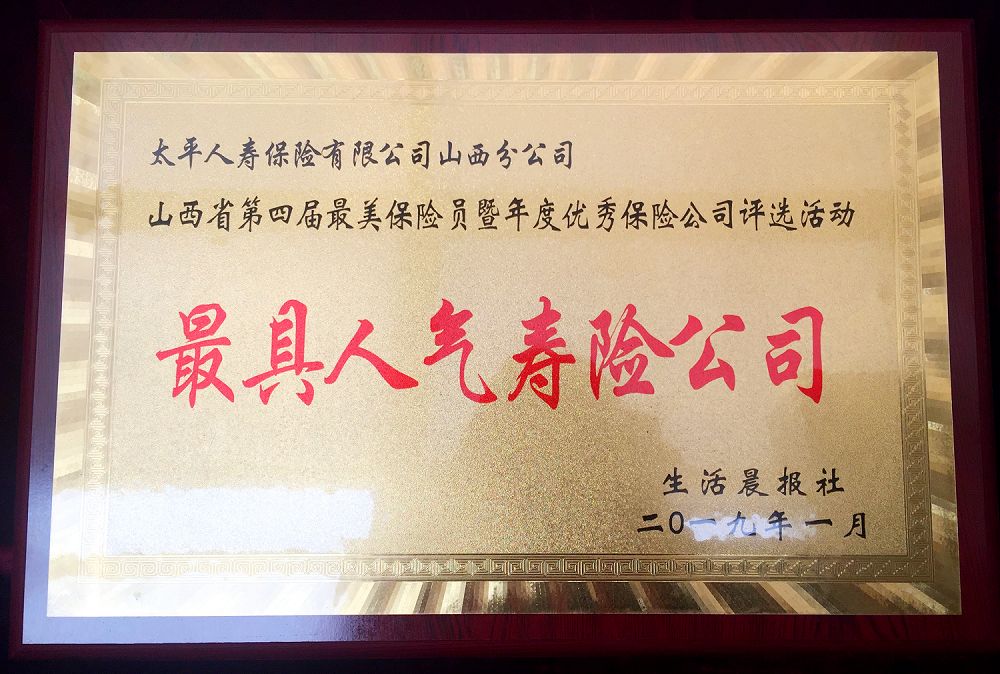 太平人寿保险有限公司山西分公司
山西省第四届最美保险员暨年度优秀保险公司评选活动
最具人气寿险公司
生活晨报社
二〇一九年一月